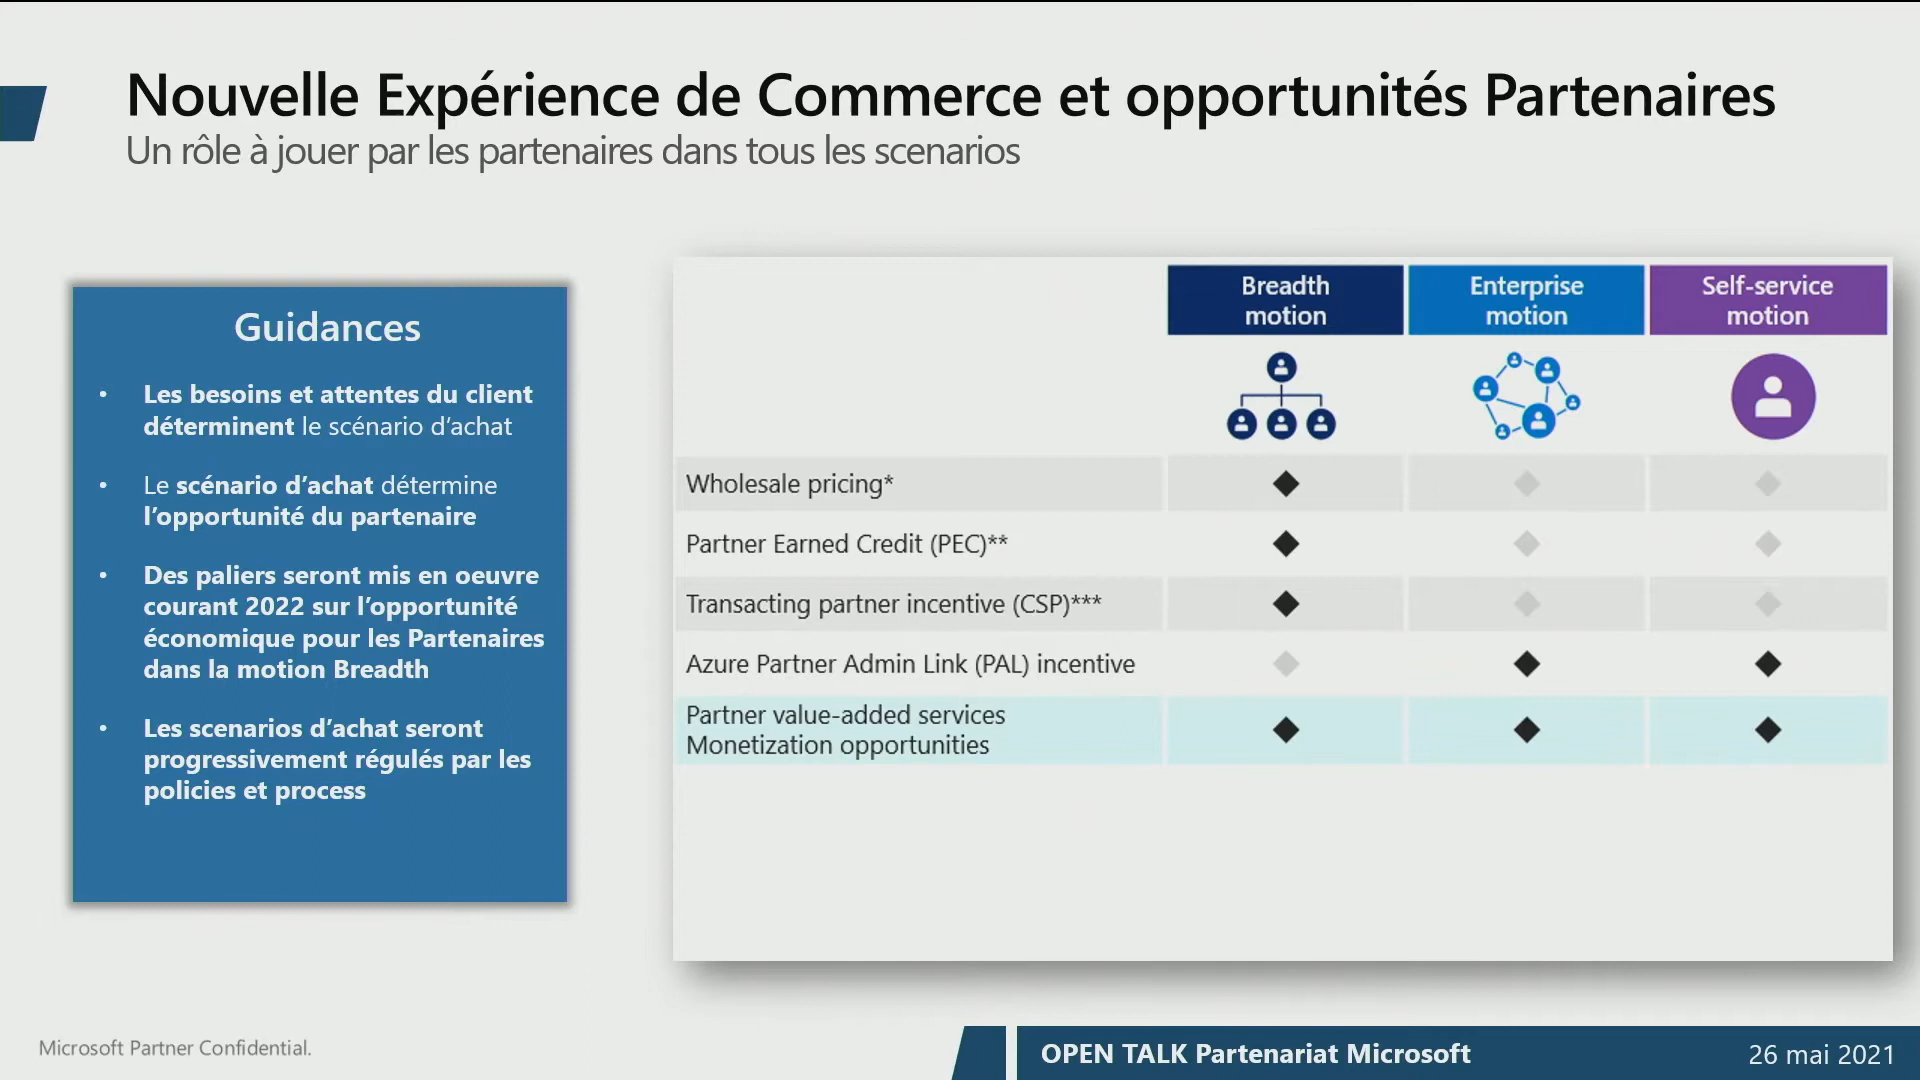 Nouvelle Expérience de Commerce et opportunités Partenaires
Un rôle à jouer par les partenaires dans tous les scenarios
Guidances
• Les besoins et attentes du client
déterminent le scénario d’achat
• Le scénario d’achat détermine
l’opportunité du partenaire
• Des paliers seront mis en oeuvre
courant 2022 sur l’opportunité
économique pour les Partenaires
dans la motion Breadth
• Les scenarios d’achat seront
progressivement régulés par les
policies et process
Breadth
motion
Enterprise
motion
Self-service
motion
Wholesale pricing*
Partner Earned Credit (PEC)**
Transacting partner incentive (CSP)***
Azure Partner Admin Link (PAL) incentive
Partner value-added services
Monetization opportunities
Microsoft Partner Confidential.
OPEN TALK Partenariat Microsoft
26 mai 2021